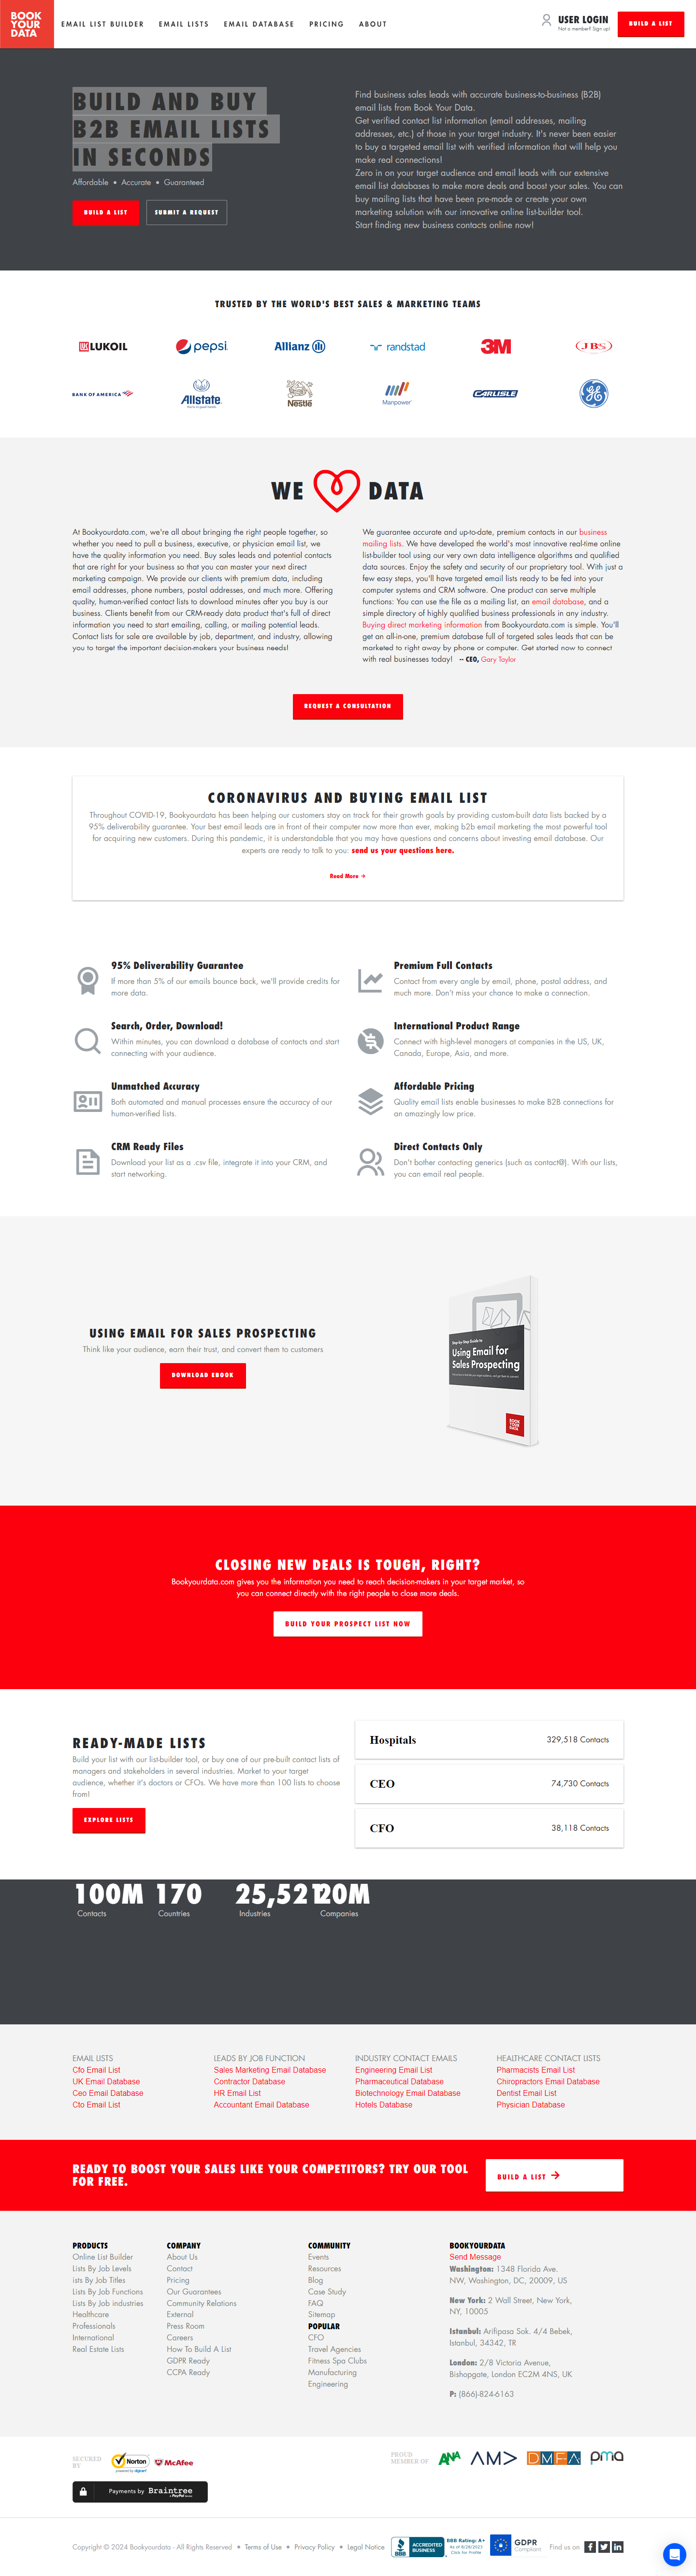 BOOK
YOUR
DATA
EMAIL LIST BUILDER
EMAIL LISTS
EMAIL DATABASE
PRICING
ABOUT
USER LOGIN
Not a member? Sign up!
BUILD A LIST
BUILD AND BUY
B2B EMAIL LISTS
IN SECONDS
Affordable • Accurate • Guaranteed
BUILD A LIST
SUBMIT A REQUEST
Find business sales leads with accurate business-to-business (B2B)
email lists from Book Your Data.
Get verified contact list information (email addresses, mailing
addresses, etc.) of those in your target industry. It's never been easier
to buy a targeted email list with verified information that will help you
make real connections!
Zero in on your target audience and email leads with our extensive
email list databases to make more deals and boost your sales. You can
buy mailing lists that have been pre-made or create your own
marketing solution with our innovative online list-builder tool.
Start finding new business contacts online now!
TRUSTED BY THE WORLD'S BEST SALES & MARKETING TEAMS
LUKOIL
pepsi
Allianz
randstad
3M
JBS
BANK OF AMERICA
Allstate
You're in good hands.
Nestle
Manpower
CARLISLE
GE
WE DATA
At Bookyourdata.com, we're all about bringing the right people together, so
whether you need to pull a business, executive, or physician email list, we
have the quality information you need. Buy sales leads and potential contacts
that are right for your business so that you can master your next direct
marketing campaign. We provide our clients with premium data, including
email addresses, phone numbers, postal addresses, and much more. Offering
quality, human-verified contact lists to download minutes after you buy is our
business. Clients benefit from our CRM-ready data product that's full of direct
information you need to start emailing, calling, or mailing potential leads.
Contact lists for sale are available by job, department, and industry, allowing
you to target the important decision-makers your business needs!
We guarantee accurate and up-to-date, premium contacts in our business
mailing lists. We have developed the world's most innovative real-time online
list-builder tool using our very own data intelligence algorithms and qualified
data sources. Enjoy the safety and security of our proprietary tool. With just a
few easy steps, you'll have targeted email lists ready to be fed into your
computer systems and CRM software. One product can serve multiple
functions: You can use the file as a mailing list, an email database, and a
simple directory of highly qualified business professionals in any industry.
Buying direct marketing information from Bookyourdata.com is simple. You'll
get an all-in-one, premium database full of targeted sales leads that can be
marketed to right away by phone or computer. Get started now to connect
with real businesses today! -- CEO, Gary Taylor
REQUEST A CONSULTATION
CORONAVIRUS AND BUYING EMAIL LIST
Throughout COVID-19, Bookyourdata has been helping our customers stay on track for their growth goals by providing custom-built data lists backed by a
95% deliverability guarantee. Your best email leads are in front of their computer now more than ever, making b2b email marketing the most powerful tool
for acquiring new customers. During this pandemic, it is understandable that you may have questions and concerns about investing email database. Our
experts are ready to talk to you: send us your questions here.
Read More →
95% Deliverability Guarantee
If more than 5% of our emails bounce back, we'll provide credits for
more data.
Premium Full Contacts
Contact from every angle by email, phone, postal address, and
much more. Don't miss your chance to make a connection.
Search, Order, Download!
Within minutes, you can download a database of contacts and start
connecting with your audience.
International Product Range
Connect with high-level managers at companies in the US, UK,
Canada, Europe, Asia, and more.
Unmatched Accuracy
Both automated and manual processes ensure the accuracy of our
human-verified lists.
Affordable Pricing
Quality email lists enable businesses to make B2B connections for
an amazingly low price.
CRM Ready Files
Download your list as a .csv file, integrate it into your CRM, and
start networking.
Direct Contacts Only
Don't bother contacting generics (such as contact@). With our lists,
you can email real people.
USING EMAIL FOR SALES PROSPECTING
Think like your audience, earn their trust, and convert them to customers
DOWNLOAD EBOOK
Step-by-Step Guide to
Using Email for
Sales Prospecting
BOOK
YOUR
DATA
CLOSING NEW DEALS IS TOUGH, RIGHT?
Bookyourdata.com gives you the information you need to reach decision-makers in your target market, so
you can connect directly with the right people to close more deals.
BUILD YOUR PROSPECT LIST NOW
READY-MADE LISTS
Build your list with our list-builder tool, or buy one of our pre-built contact lists of
managers and stakeholders in several industries. Market to your target
audience, whether it's doctors or CFOs. We have more than 100 lists to choose
from!
EXPLORE LISTS
Hospitals 329,518 Contacts
CEO 74,730 Contacts
CFO 38,118 Contacts
100M
Contacts
170
Countries
25,521
Industries
20M
Companies
EMAIL LISTS
Cfo Email List
UK Email Database
Ceo Email Database
Cto Email List
LEADS BY JOB FUNCTION
Sales Marketing Email Database
Contractor Database
HR Email List
Accountant Email Database
INDUSTRY CONTACT EMAILS
Engineering Email List
Pharmaceutical Database
Biotechnology Email Database
Hotels Database
HEALTHCARE CONTACT LISTS
Pharmacists Email List
Chiropractors Email Database
Dentist Email List
Physician Database
READY TO BOOST YOUR SALES LIKE YOUR COMPETITORS? TRY OUR TOOL
FOR FREE.
BUILD A LIST →
PRODUCTS
Online List Builder
Lists By Job Levels
ists By Job Titles
Lists By Job Functions
Lists By Job industries
Healthcare
Professionals
International
Real Estate Lists
COMPANY
About Us
Contact
Pricing
Our Guarantees
Community Relations
External
Press Room
Careers
How To Build A List
GDPR Ready
CCPA Ready
COMMUNITY
Events
Resources
Blog
Case Study
FAQ
Sitemap
POPULAR
CFO
Travel Agencies
Fitness Spa Clubs
Manufacturing
Engineering
BOOKYOURDATA
Send Message
Washington: 1348 Florida Ave.
NW, Washington, DC, 20009, US
New York: 2 Wall Street, New York,
NY, 10005
Istanbul: Arifipasa Sok. 4/4 Bebek,
Istanbul, 34342, TR
London: 2/8 Victoria Avenue,
Bishopgate, London EC2M 4NS, UK
P: (866)-824-6163
SECURED
BY
Norton
powered by digicert
McAfee
PROUD
MEMBER OF
ANA
AM>
DMFA
pma
Payments by Braintree
A PayPal Service
Copyright © 2024 Bookyourdata - All Rights Reserved • Terms of Use • Privacy Policy • Legal Notice
BBB
ACCREDITED
BUSINESS
BBB Rating: A+
As of 8/28/2023
Click for Profile
GDPR
Compliant
Find us on